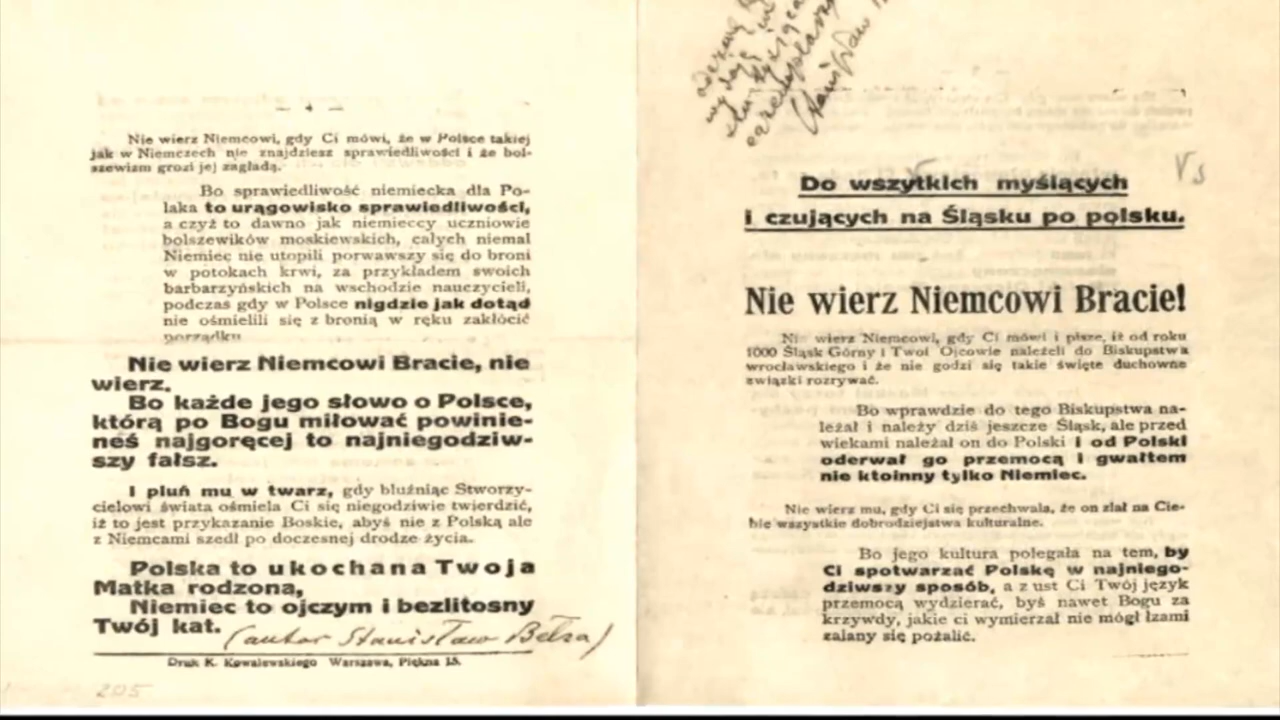 — 4 —
Nie wierz Niemcowi, gdy Ci mówi, że w Polsce takiej
jak w Niemczech nie znajdziesz sprawiedliwości i że bol-
szewizm grozi jej zagładą.
Bo sprawiedliwość niemiecka dla Po-
laka to urągowisko sprawiedliwości,
a czyż to dawno jak niemieccy uczniowie
bolszewików moskiewskich, całych niemal
Niemiec nie utopili porwawszy się do broni
w potokach krwi, za przykładem swoich
barbarzyńskich na wschodzie nauczycieli,
podczas gdy w Polsce nigdzie jak dotąd
nie ośmielili się z bronią w ręku zakłócić
porządku
Nie wierz Niemcowi Bracie, nie
wierz.
Bo każde jego słowo o Polsce,
którą po Bogu miłować powinie-
neś najgoręcej to najniegodziw-
szy fałsz.
I pluń mu w twarz, gdy bluźniąc Stworzy-
cielowi świata ośmiela Ci się niegodziwie twierdzić,
iż to jest przykazanie Boskie, abyś nie z Polską ale
z Niemcami szedł po doczesnej drodze życia.
Polska to ukochana Twoja
Matka rodzona,
Niemiec to ojczym i bezlitosny
Twój kat.
(autor Stanisław Bełza)
Druk K. Kowalewskiego Warszawa, Piękna 15.
205
Do wszytkich myślących
i czujących na Śląsku po polsku.
Nie wierz Niemcowi Bracie!
Nie wierz Niemcowi, gdy Ci mówi i pisze, iż od roku
1000 Śląsk Górny i Twoi Ojcowie należeli do Biskupstwa
wrocławskiego i że nie godzi się takie święte duchowne
związki rozrywać.
Bo wprawdzie do tego Biskupstwa na-
leżał i należy dziś jeszcze Śląsk, ale przed
wiekami należał on do Polski i od Polski
oderwał go przemocą i gwałtem
nie ktoinny tylko Niemiec.
Nie wierz mu, gdy Ci się przechwala, że on zlał na Cie-
bie wszystkie dobrodziejstwa kulturalne.
Bo jego kultura polegała na tem, by
Ci spotwarzać Polskę w najniego-
dziwszy sposób, a z ust Ci Twój język
przemocą wydzierać, byś nawet Bogu za
krzywdy, jakie ci wymierzał nie mógł łzami
zalany się pożalić.